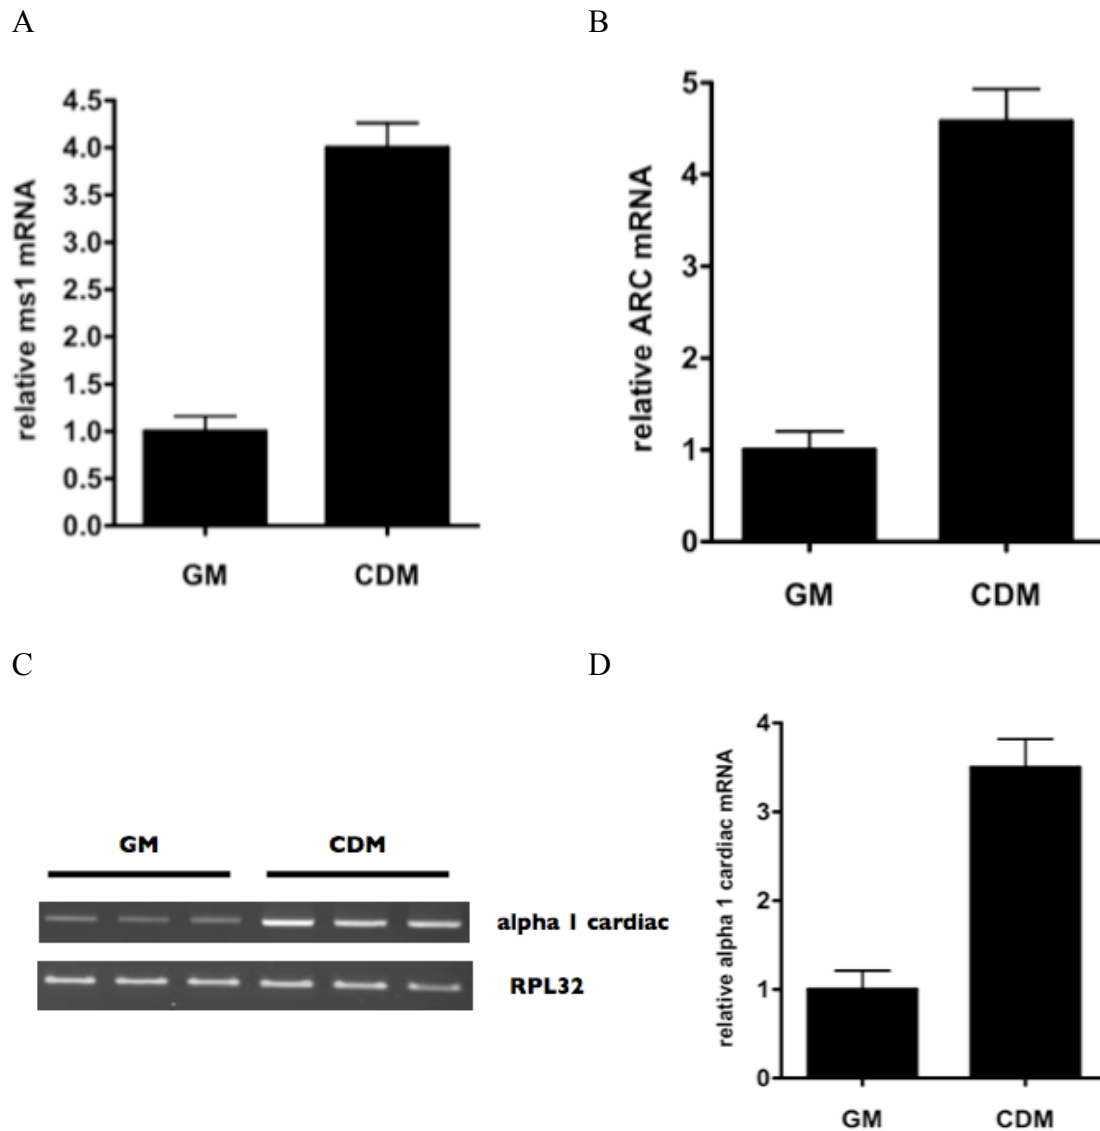 A
relative ms1 mRNA
4.5
4.0
3.5
3.0
2.5
2.0
1.5
1.0
0.5
0.0
GM CDM
B
relative ARC mRNA
5
4
3
2
1
0
GM CDM
C
GM CDM
alpha 1 cardiac
RPL32
D
relative alpha 1 cardiac mRNA
4
3
2
1
0
GM CDM